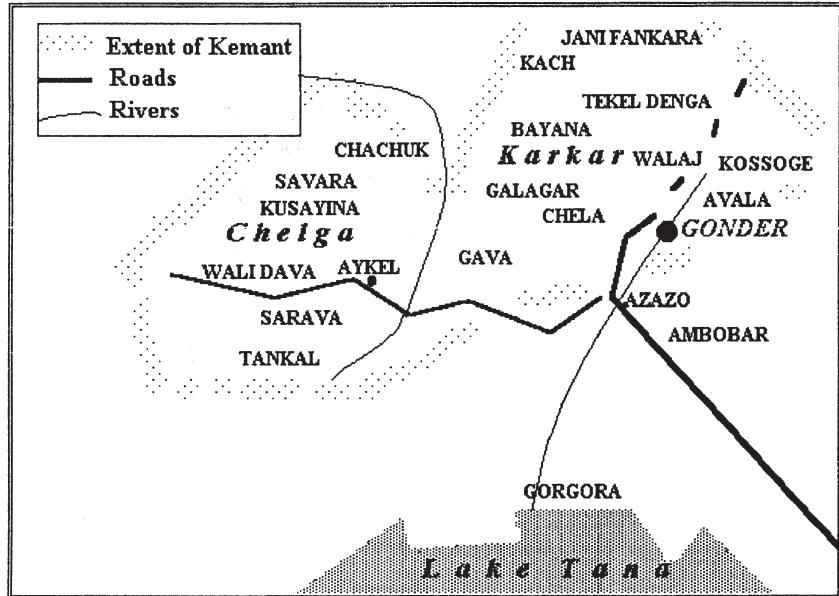 Extent of Kemant
Roads
Rivers
JANI FANKARA
KACH
TEKEL DENGA
BAYANA
CHACHUK
Karkar
WALAJ
KOSSOGE
SAVARA
GALAGAR
AVALA
KUSAYINA
CHELA
Chelga
GONDER
GAVA
WALI DAVA
AYKEL
AZAZO
SARAVA
AMBOBAR
TANKAL
GORGORA
Lake Tana